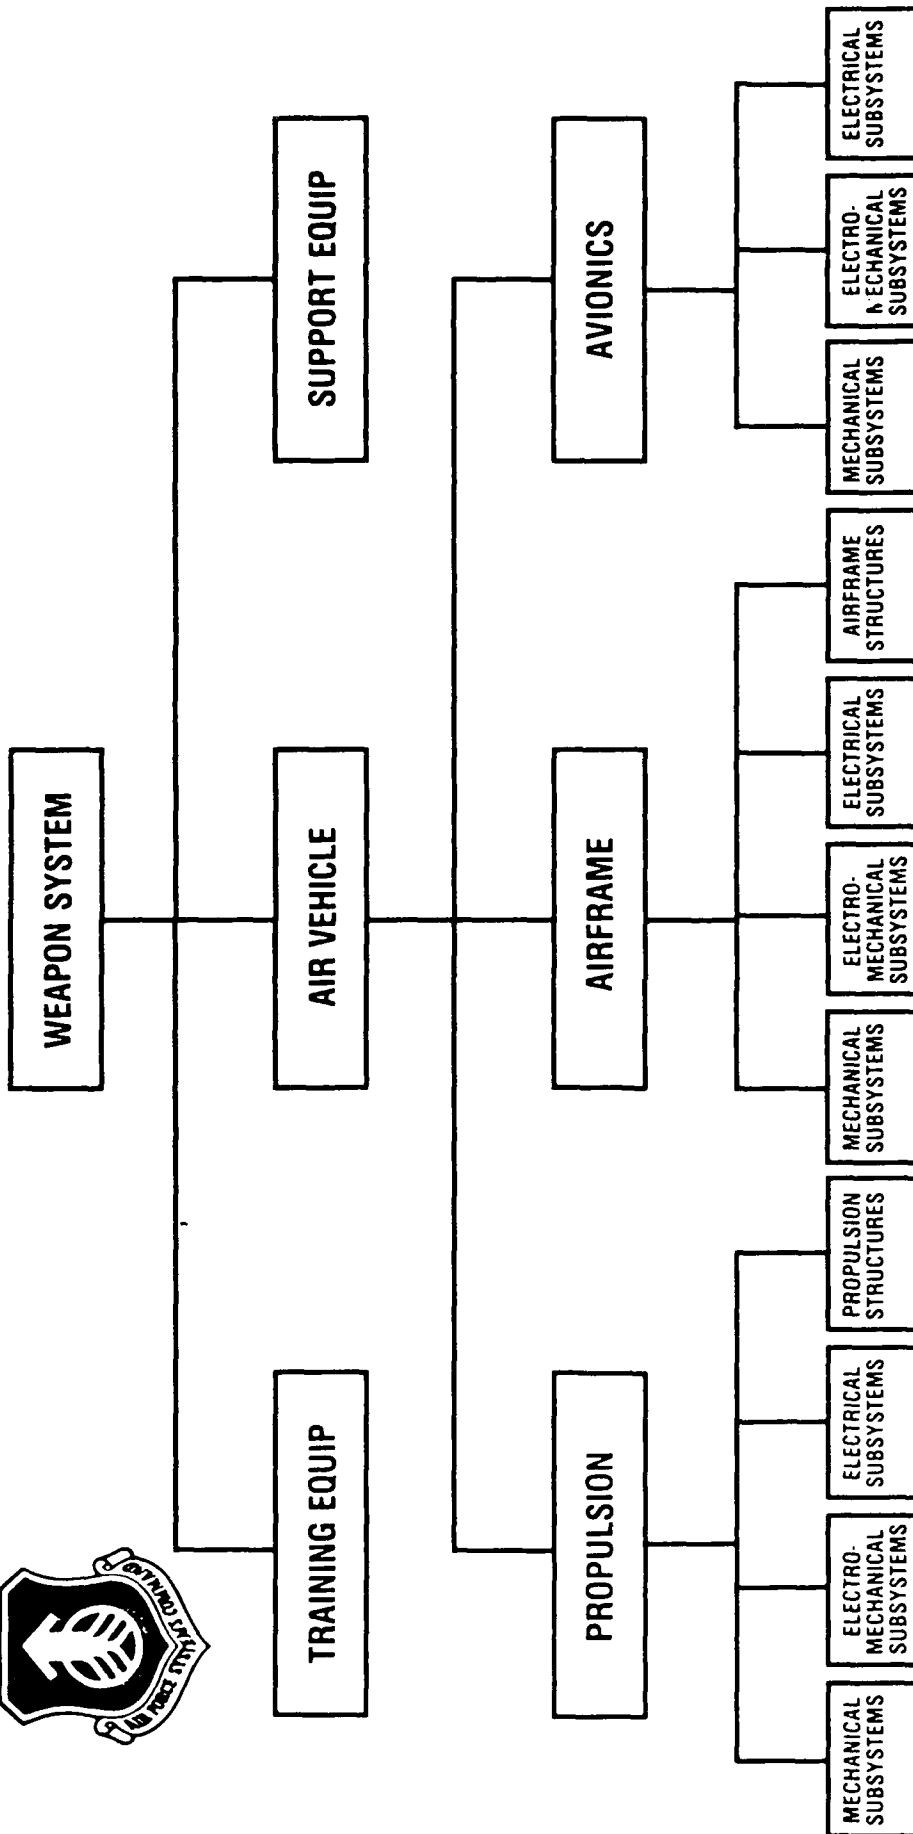 AIR FORCE SYSTEMS COMMAND
WEAPON SYSTEM
TRAINING EQUIP
AIR VEHICLE
SUPPORT EQUIP
PROPULSION
AIRFRAME
AVIONICS
MECHANICAL
SUBSYSTEMS
ELECTRO-
MECHANICAL
SUBSYSTEMS
ELECTRICAL
SUBSYSTEMS
PROPULSION
STRUCTURES
MECHANICAL
SUBSYSTEMS
ELECTRO-
MECHANICAL
SUBSYSTEMS
ELECTRICAL
SUBSYSTEMS
AIRFRAME
STRUCTURES
MECHANICAL
SUBSYSTEMS
ELECTRO-
MECHANICAL
SUBSYSTEMS
ELECTRICAL
SUBSYSTEMS